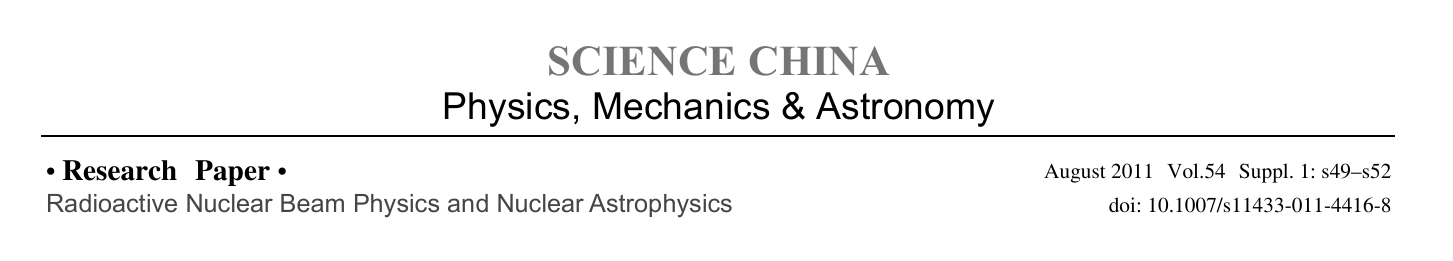 SCIENCE CHINA
Physics, Mechanics & Astronomy
• Research Paper •
August 2011 Vol.54 Suppl. 1: s49–s52
Radioactive Nuclear Beam Physics and Nuclear Astrophysics
doi: 10.1007/s11433-011-4416-8